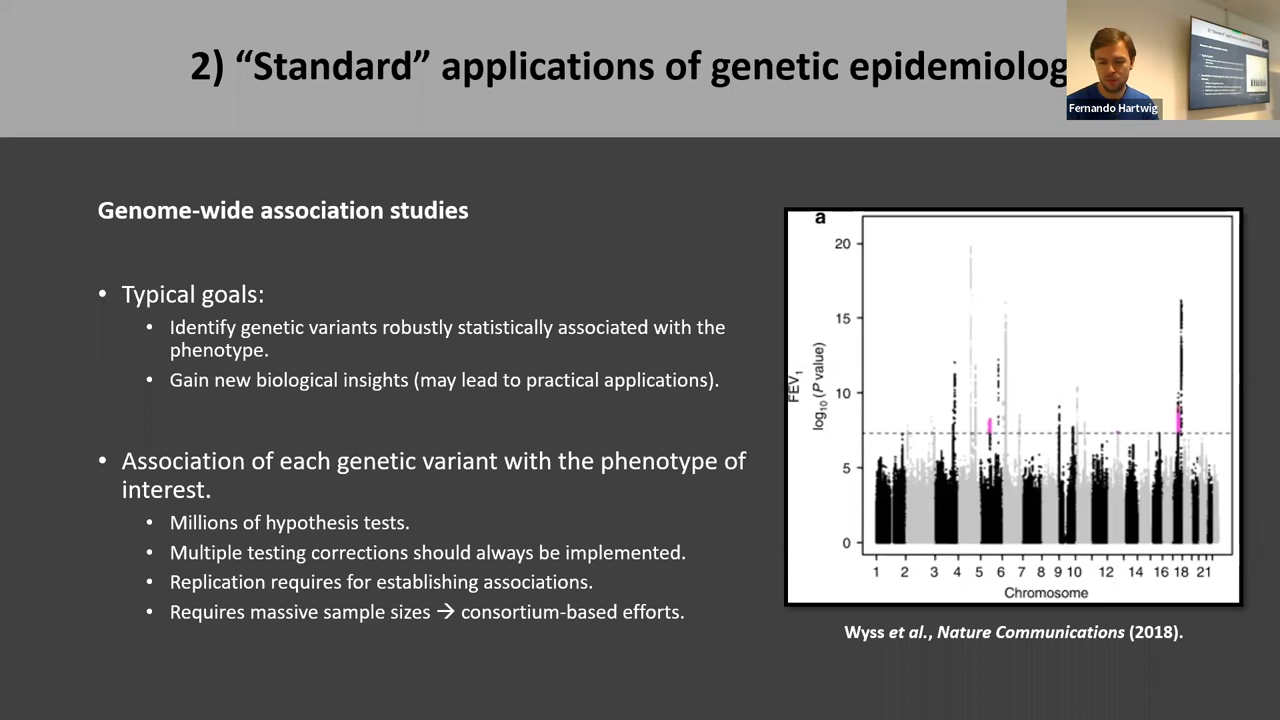 2) “Standard” applications of genetic epidemiolog
Fernando Hartwig
Genome-wide association studies
• Typical goals:
• Identify genetic variants robustly statistically associated with the
phenotype.
• Gain new biological insights (may lead to practical applications).
• Association of each genetic variant with the phenotype of
interest.
• Millions of hypothesis tests.
• Multiple testing corrections should always be implemented.
• Replication requires for establishing associations.
• Requires massive sample sizes → consortium-based efforts.
a
FEV1
log10 (P value)
20
15
10
5
0
1 2 3 4 5 6 7 8 9 10 12 14 16 18 21
Chromosome
Wyss et al., Nature Communications (2018).